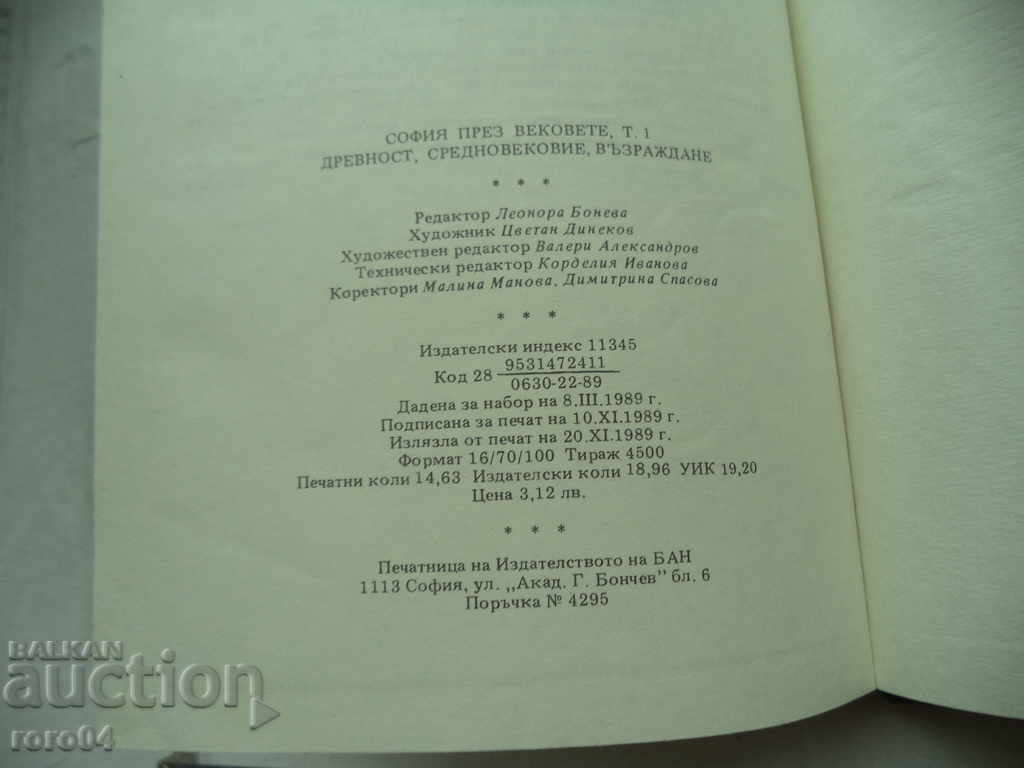 СОФИЯ ПРЕЗ ВЕКОВЕТЕ, Т. 1
ДРЕВНОСТ, СРЕДНОВЕКОВИЕ, ВЪЗРАЖДАНЕ
* * *
Редактор Леонора Бонева
Художник Цветан Динеков
Художествен редактор Валери Александров
Технически редактор Корделия Иванова
Коректори Малина Манова, Димитрина Спасова
* * *
Издателски индекс 11345
9531472411
Код 28
0630-22-89
Дадена за набор на 8.III.1989 г.
Подписана за печат на 10.XI.1989 г.
Излязла от печат на 20.XI.1989 г.
Формат 16/70/100 Тираж 4500
Печатни коли 14,63 Издателски коли 18,96 УИК 19,20
Цена 3,12 лв.
* * *
Печатница на Издателството на БАН
1113 София, ул. „Акад. Г. Бончев" бл. 6
Поръчка № 4295
BALKAN
auction
roro04